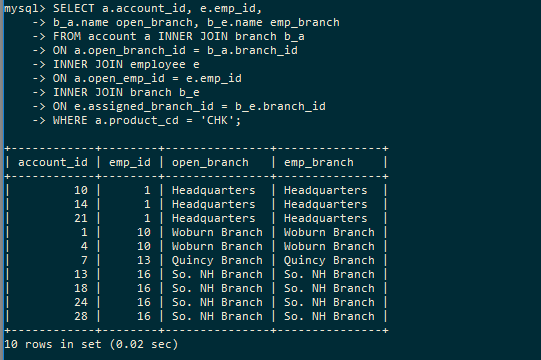 mysql> SELECT a.account_id, e.emp_id,
    -> b_a.name open_branch, b_e.name emp_branch
    -> FROM account a INNER JOIN branch b_a
    -> ON a.open_branch_id = b_a.branch_id
    -> INNER JOIN employee e
    -> ON a.open_emp_id = e.emp_id
    -> INNER JOIN branch b_e
    -> ON e.assigned_branch_id = b_e.branch_id
    -> WHERE a.product_cd = 'CHK';
+------------+--------+---------------+---------------+
| account_id | emp_id | open_branch   | emp_branch    |
+------------+--------+---------------+---------------+
|         10 |      1 | Headquarters  | Headquarters  |
|         14 |      1 | Headquarters  | Headquarters  |
|         21 |      1 | Headquarters  | Headquarters  |
|          1 |     10 | Woburn Branch | Woburn Branch |
|          4 |     10 | Woburn Branch | Woburn Branch |
|          7 |     13 | Quincy Branch | Quincy Branch |
|         13 |     16 | So. NH Branch | So. NH Branch |
|         18 |     16 | So. NH Branch | So. NH Branch |
|         24 |     16 | So. NH Branch | So. NH Branch |
|         28 |     16 | So. NH Branch | So. NH Branch |
+------------+--------+---------------+---------------+
10 rows in set (0.02 sec)